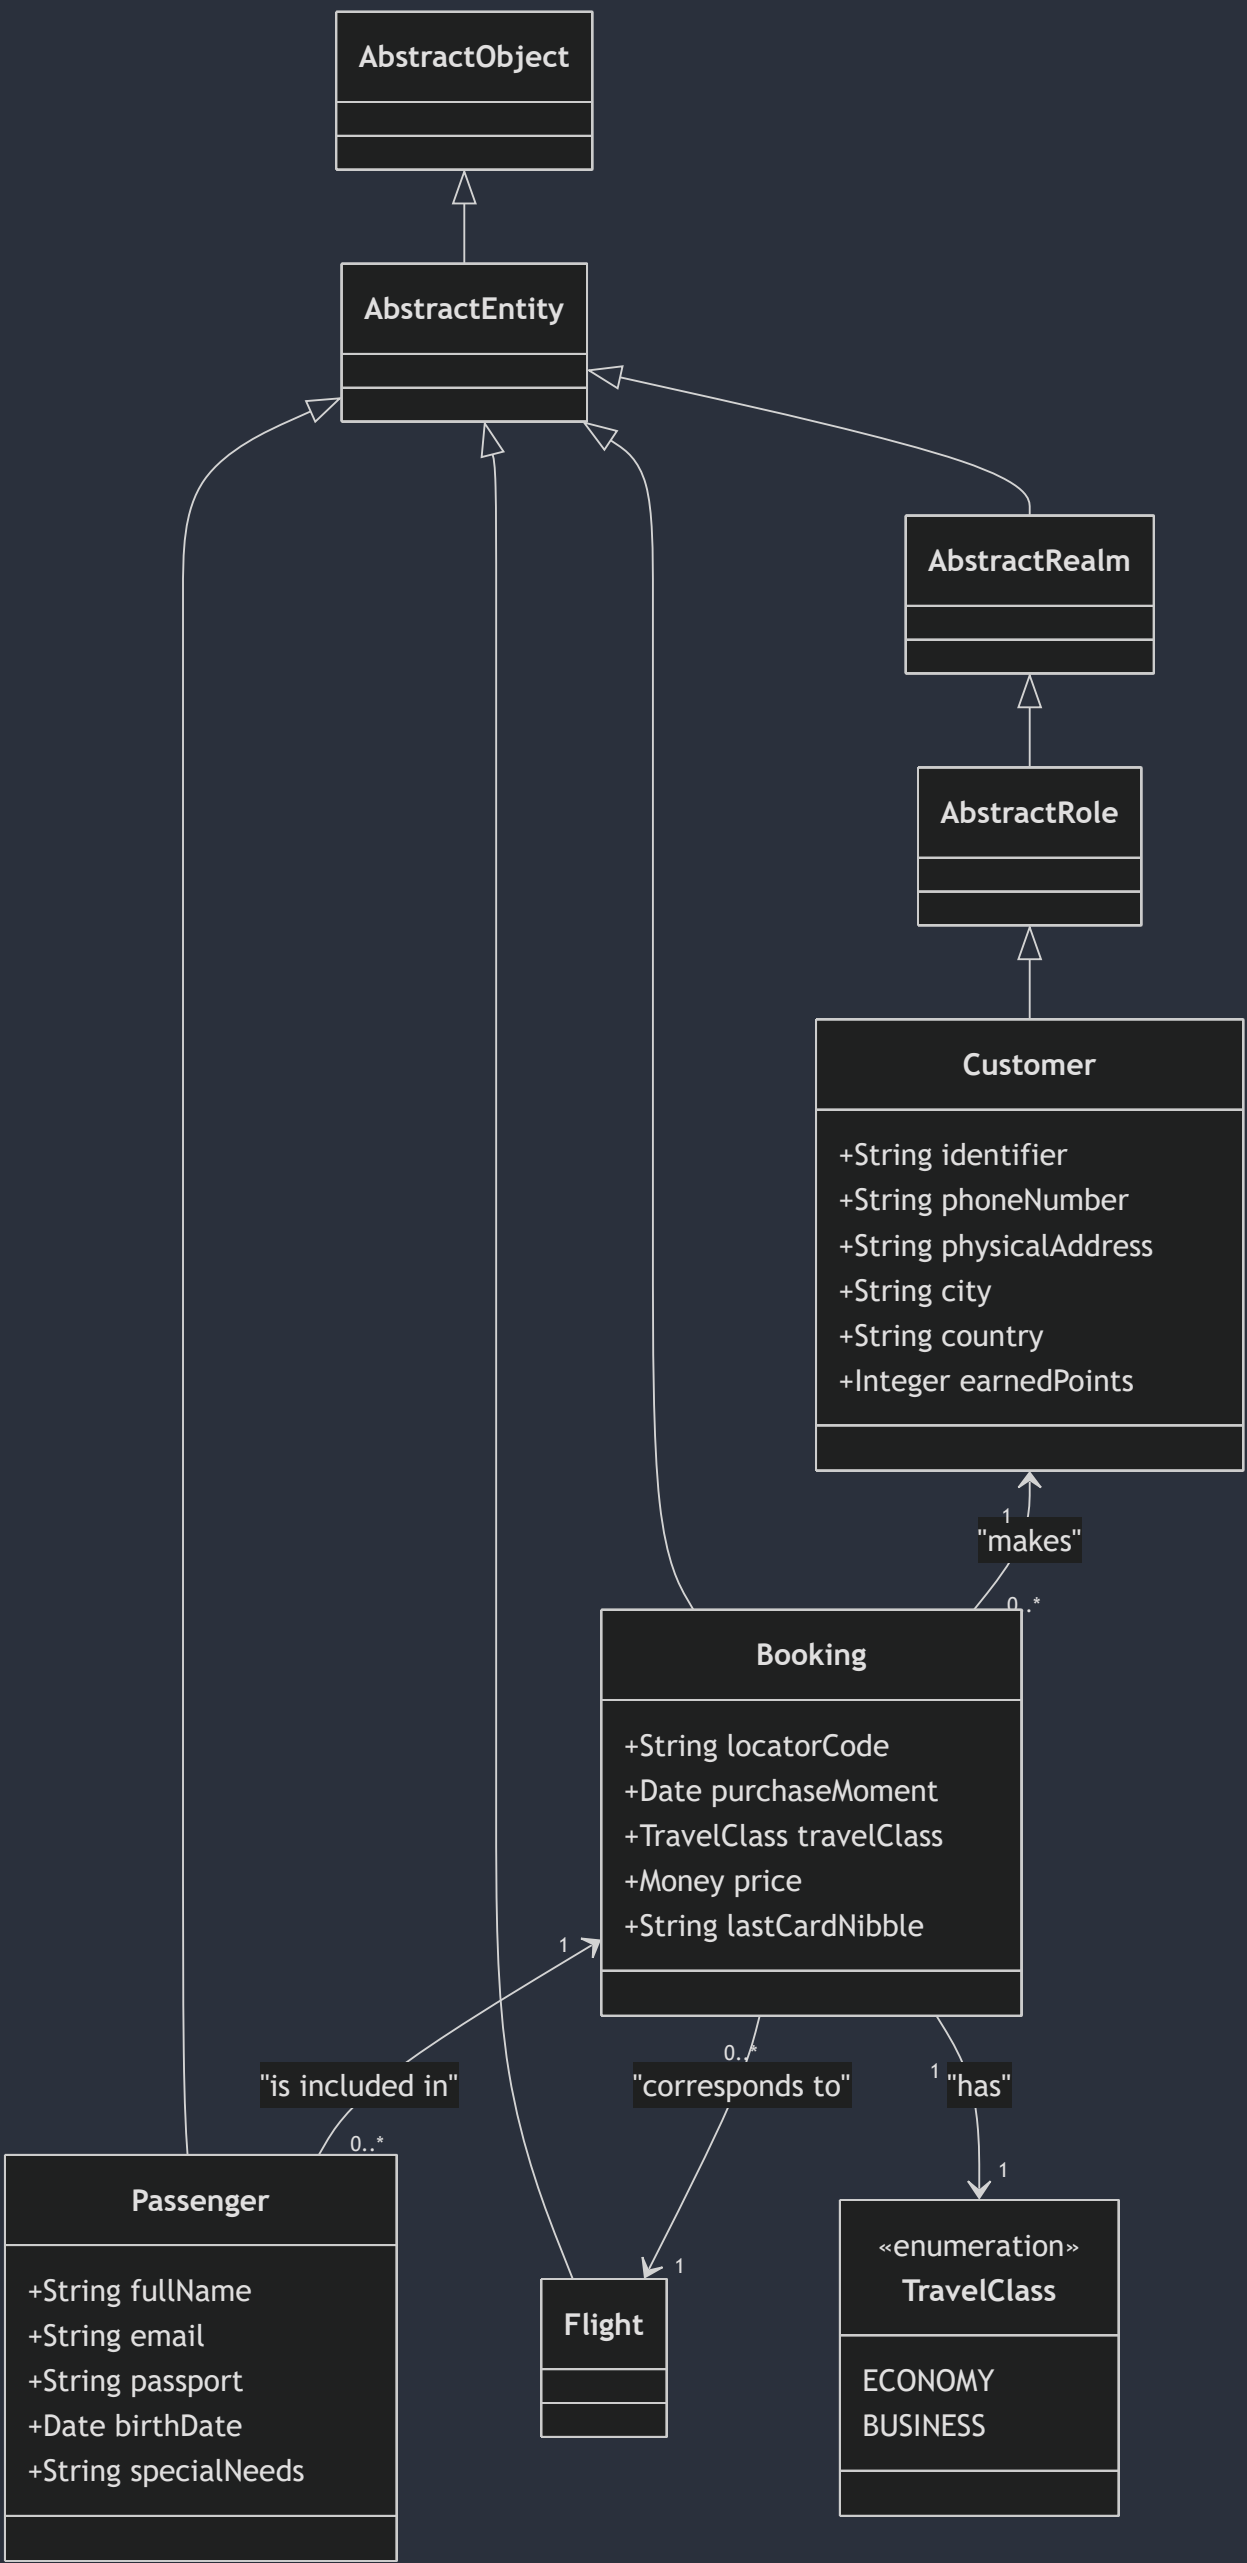 AbstractObject
AbstractEntity
AbstractRealm
AbstractRole
Customer
+String identifier
+String phoneNumber
+String physicalAddress
+String city
+String country
+Integer earnedPoints
1
"makes"
0..*
Booking
+String locatorCode
+Date purchaseMoment
+TravelClass travelClass
+Money price
+String lastCardNibble
1
"is included in"
0..*
0..*
"corresponds to"
1
1
"has"
1
Passenger
+String fullName
+String email
+String passport
+Date birthDate
+String specialNeeds
Flight
«enumeration»
TravelClass
ECONOMY
BUSINESS